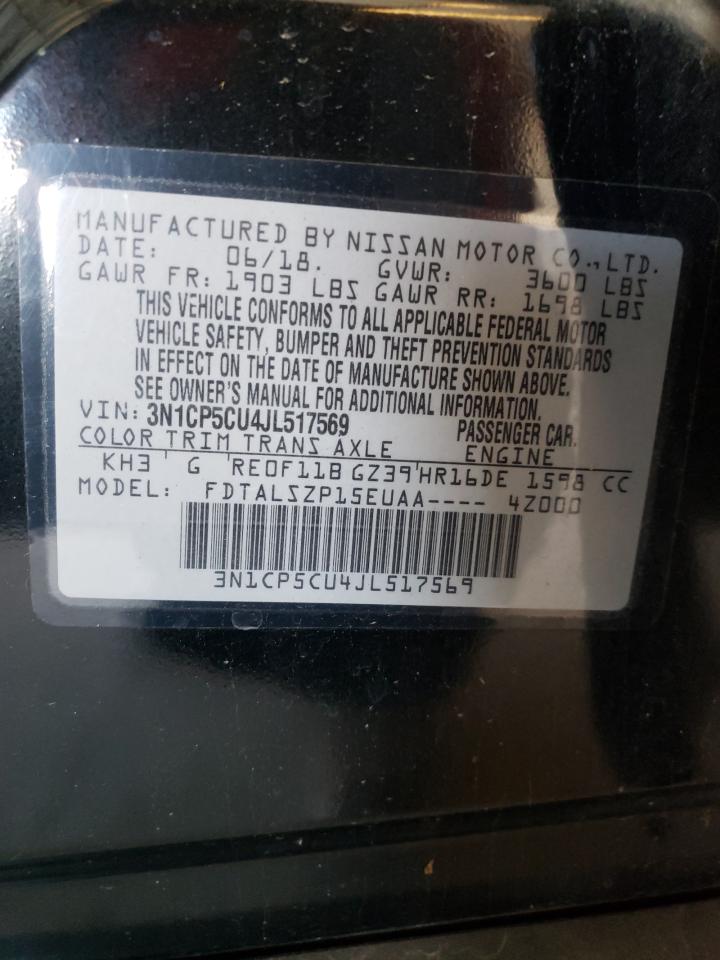 MANUFACTURED BY NISSAN MOTOR CO.,LTD.
DATE: 06/18. GVWR: 3600 LBS
GAWR FR: 1903 LBS GAWR RR: 1698 LBS
THIS VEHICLE CONFORMS TO ALL APPLICABLE FEDERAL MOTOR
VEHICLE SAFETY, BUMPER AND THEFT PREVENTION STANDARDS
IN EFFECT ON THE DATE OF MANUFACTURE SHOWN ABOVE.
SEE OWNER'S MANUAL FOR ADDITIONAL INFORMATION.
VIN: 3N1CP5CU4JL517569 PASSENGER CAR.
COLOR TRIM TRANS AXLE ENGINE
KH3 ' G ' RE0F11B GZ39 ' HR16DE 1598 CC
MODEL: FDTALSZP15EUAA---- 4Z000
3N1CP5CU4JL517569